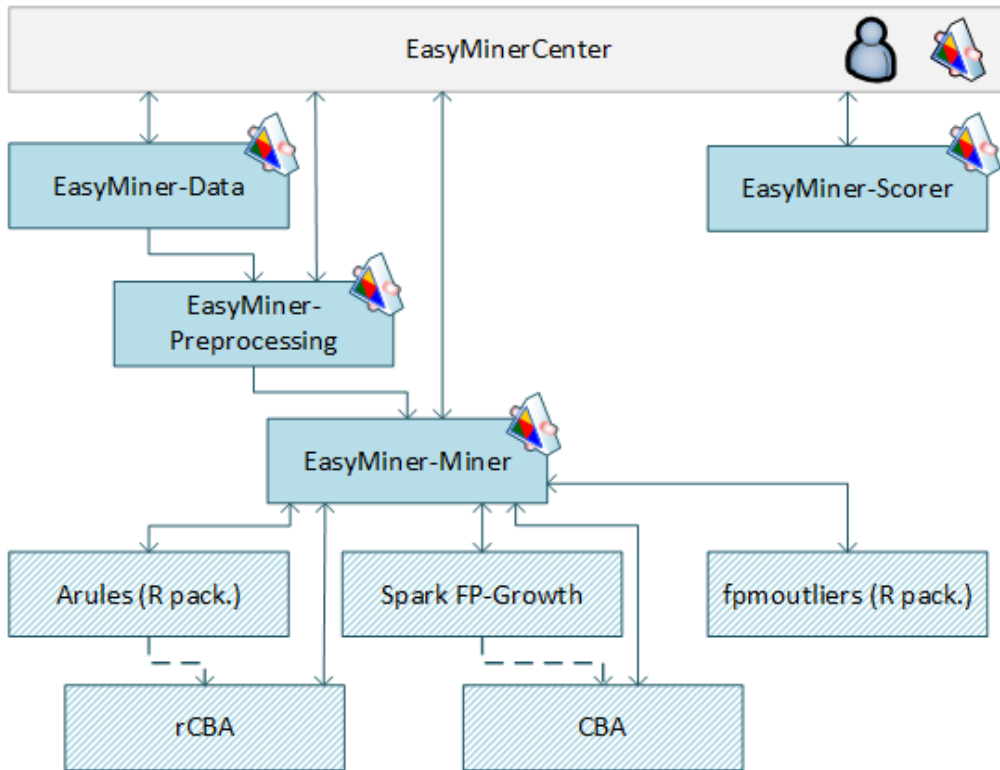 EasyMinerCenter
EasyMiner-Data
EasyMiner-Scorer
EasyMiner-
Preprocessing
EasyMiner-Miner
Arules (R pack.)
Spark FP-Growth
fpmoutliers (R pack.)
rCBA
CBA